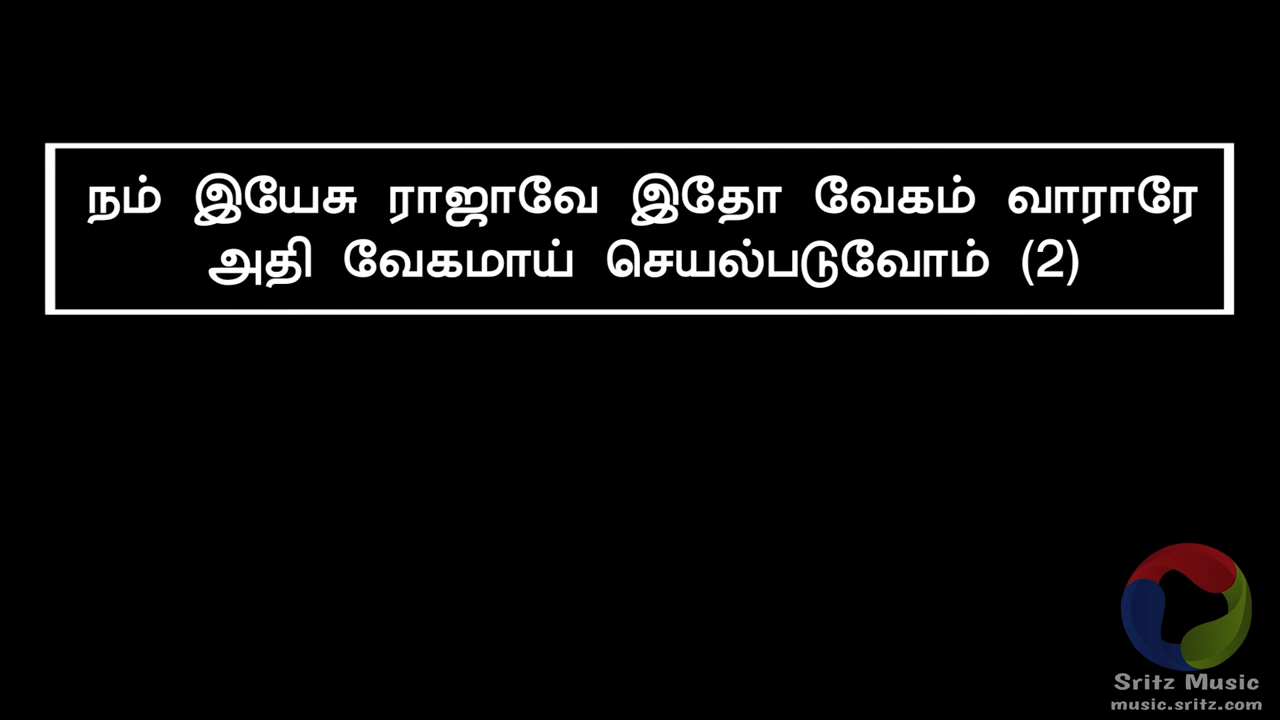 நம் இயேசு ராஜாவே இதோ வேகம் வாராரே
அதி வேகமாய் செயல்படுவோம் (2)
Sritz Music
music.sritz.com